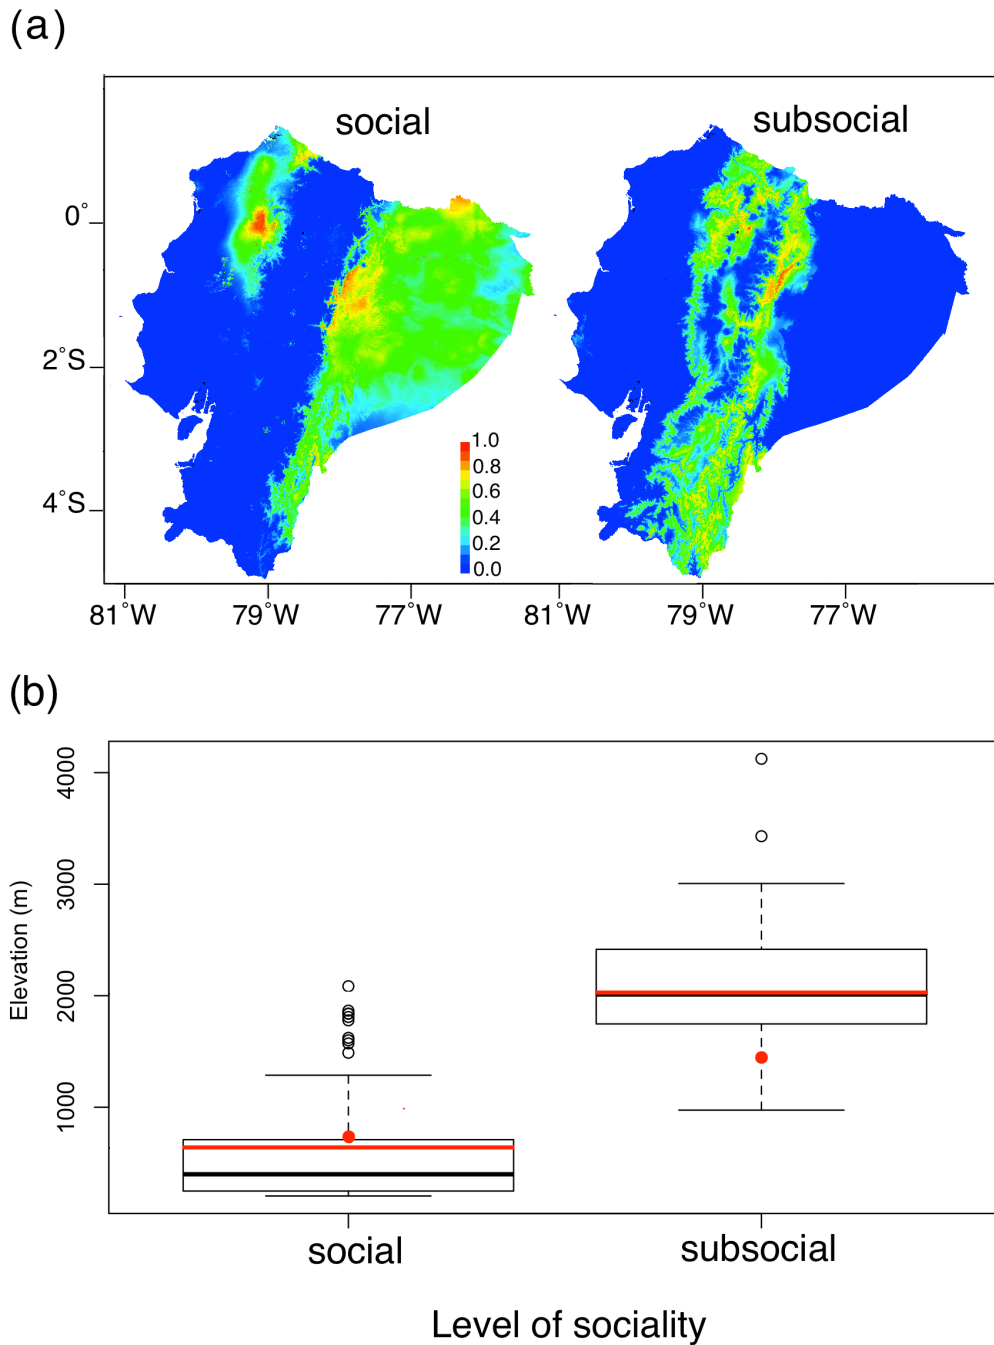 (a)
social
subsocial
0°
2°S
4°S
1.0
0.8
0.6
0.4
0.2
0.0
81°W
79°W
77°W
81°W
79°W
77°W
(b)
4000
3000
2000
1000
Elevation (m)
social
subsocial
Level of sociality